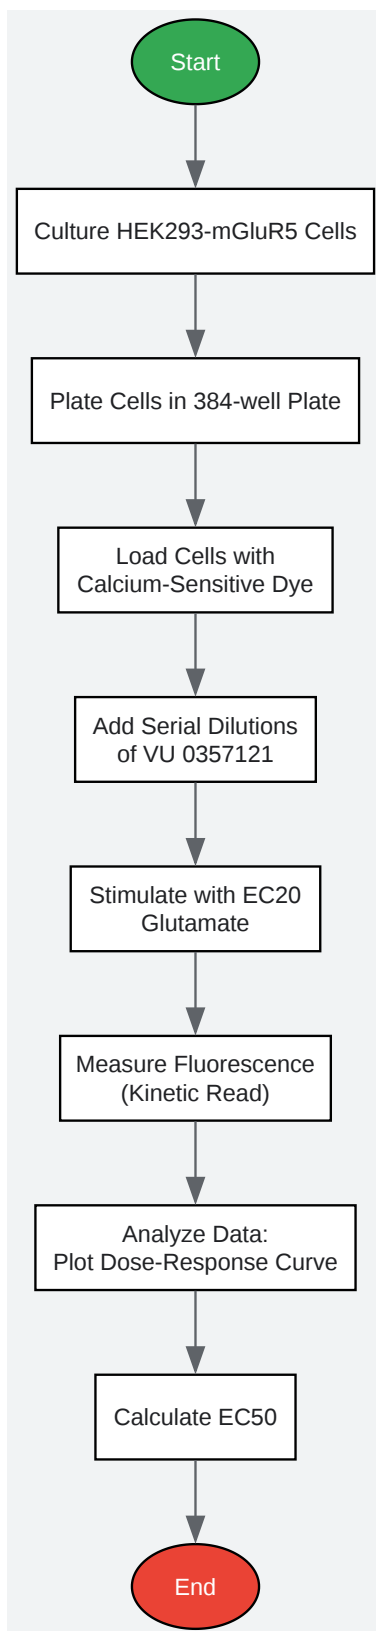 Start
Culture HEK293-mGluR5 Cells
Plate Cells in 384-well Plate
Load Cells with
Calcium-Sensitive Dye
Add Serial Dilutions
of VU 0357121
Stimulate with EC20
Glutamate
Measure Fluorescence
(Kinetic Read)
Analyze Data:
Plot Dose-Response Curve
Calculate EC50
End